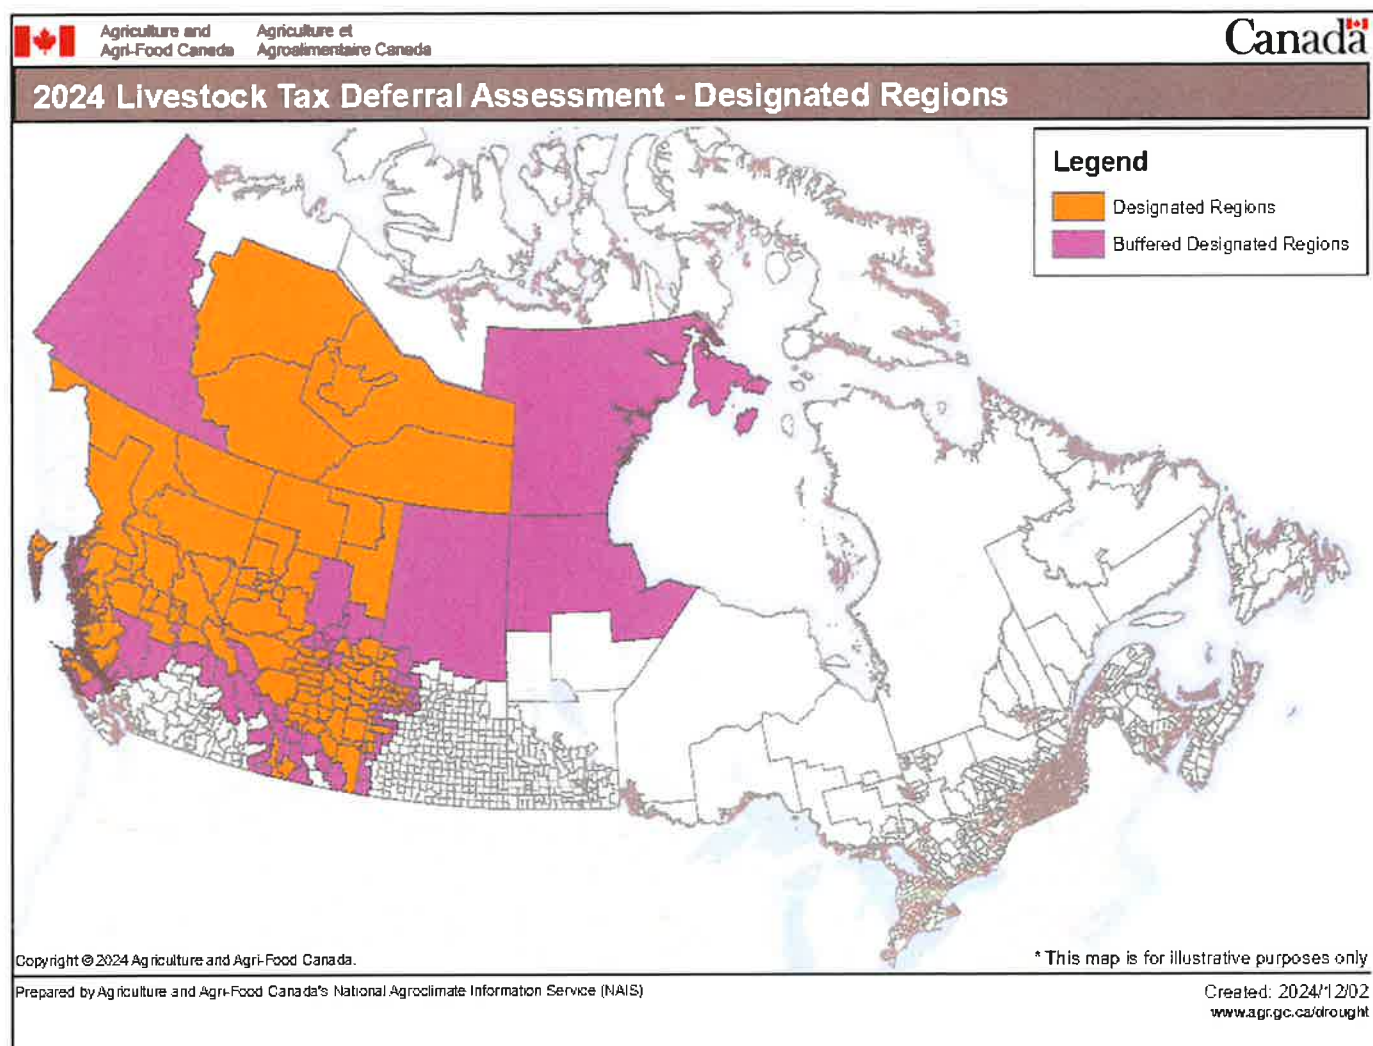 Agriculture and
Agri-Food Canada
Agriculture et
Agroalimentaire Canada
Canada
2024 Livestock Tax Deferral Assessment - Designated Regions
Legend
Designated Regions
Buffered Designated Regions
Copyright © 2024 Agriculture and Agri-Food Canada.
* This map is for illustrative purposes only
Prepared by Agriculture and Agri-Food Canada's National Agroclimate Information Service (NAIS)
Created: 2024/12/02
www.agr.gc.ca/drought